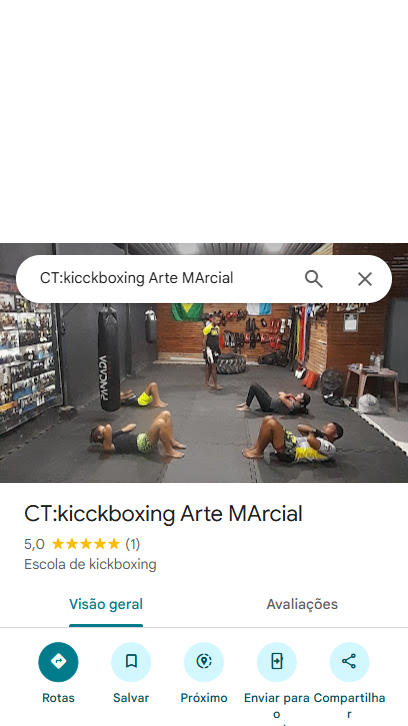 CT:kicckboxing Arte MArcial
CT:kicckboxing Arte MArcial
5,0 (1)
Escola de kickboxing
Visão geral
Avaliações
Rotas
Salvar
Próximo
Enviar para o
Compartilhar